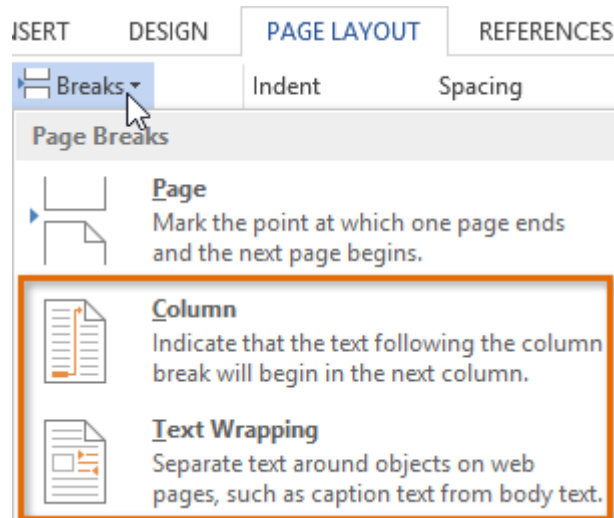 NSERT DESIGN PAGE LAYOUT REFERENCES
Breaks Indent Spacing
Page Breaks
Page
Mark the point at which one page ends
and the next page begins.
Column
Indicate that the text following the column
break will begin in the next column.
Text Wrapping
Separate text around objects on web
pages, such as caption text from body text.